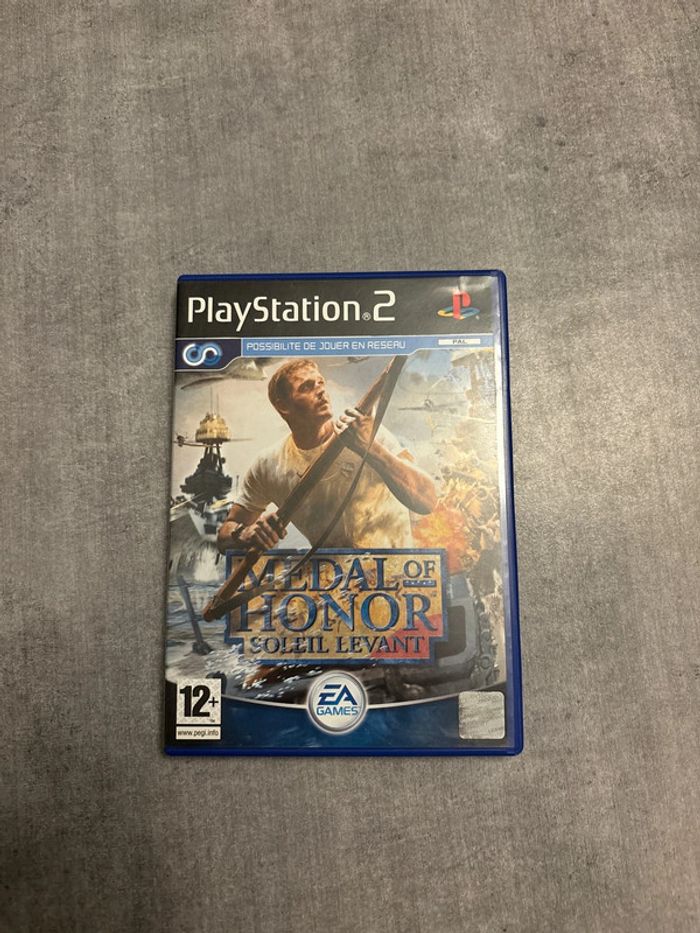 PlayStation®2
POSSIBILITE DE JOUER EN RESEAU
PAL
MEDAL OF
HONOR
SOLEIL LEVANT
12+
www.pegi.info
EA
GAMES